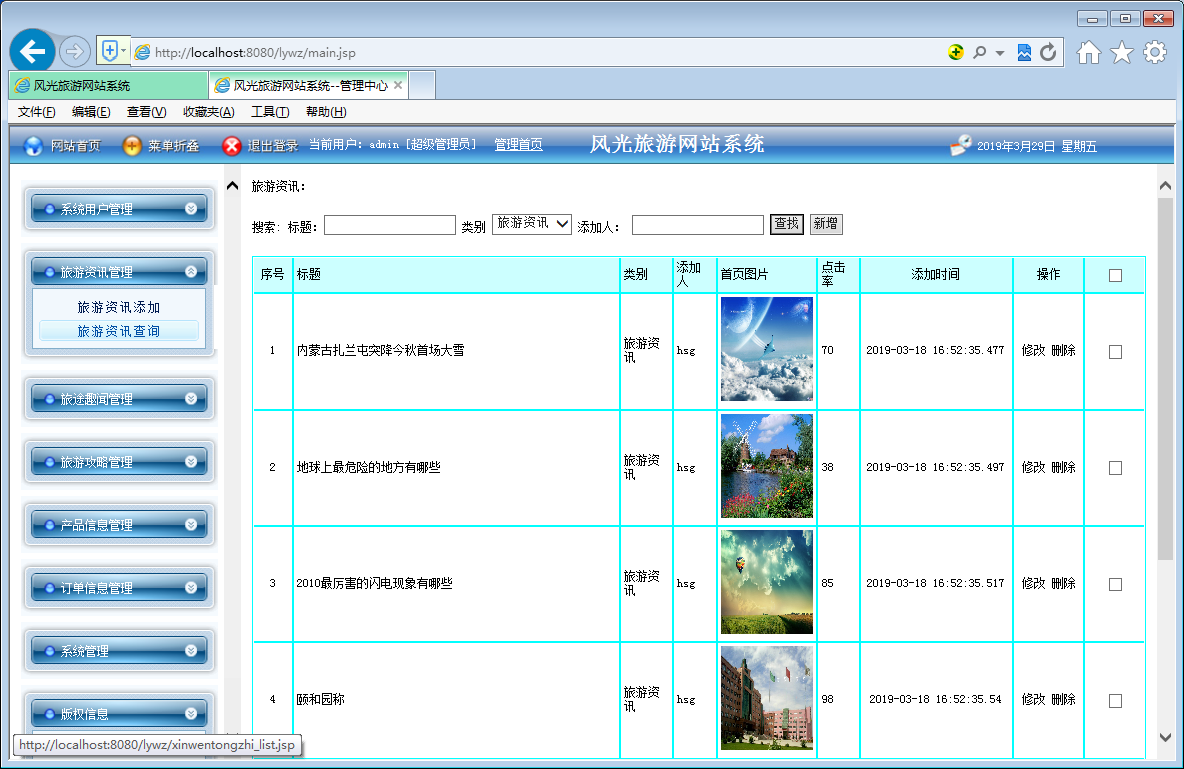 http://localhost:8080/lywz/main.jsp
风光旅游网站系统 风光旅游网站系统--管理中心
文件(F) 编辑(E) 查看(V) 收藏夹(A) 工具(T) 帮助(H)
网站首页 菜单折叠 退出登录 当前用户：admin [超级管理员] 管理首页 风光旅游网站系统 2019年3月29日 星期五
系统用户管理
旅游资讯管理
旅游资讯添加
旅游资讯查询
旅途趣闻管理
旅游攻略管理
产品信息管理
订单信息管理
系统管理
版权信息
旅游资讯：
搜索: 标题： 类别 旅游资讯 添加人： 查找 新增
序号 标题 类别 添加人 首页图片 点击率 添加时间 操作
1 内蒙古扎兰屯突降今秋首场大雪 旅游资讯 hsg 70 2019-03-18 16:52:35.477 修改 删除
2 地球上最危险的地方有哪些 旅游资讯 hsg 38 2019-03-18 16:52:35.497 修改 删除
3 2010最厉害的闪电现象有哪些 旅游资讯 hsg 85 2019-03-18 16:52:35.517 修改 删除
4 颐和园称 旅游资讯 hsg 98 2019-03-18 16:52:35.54 修改 删除
http://localhost:8080/lywz/xinwentongzhi_list.jsp